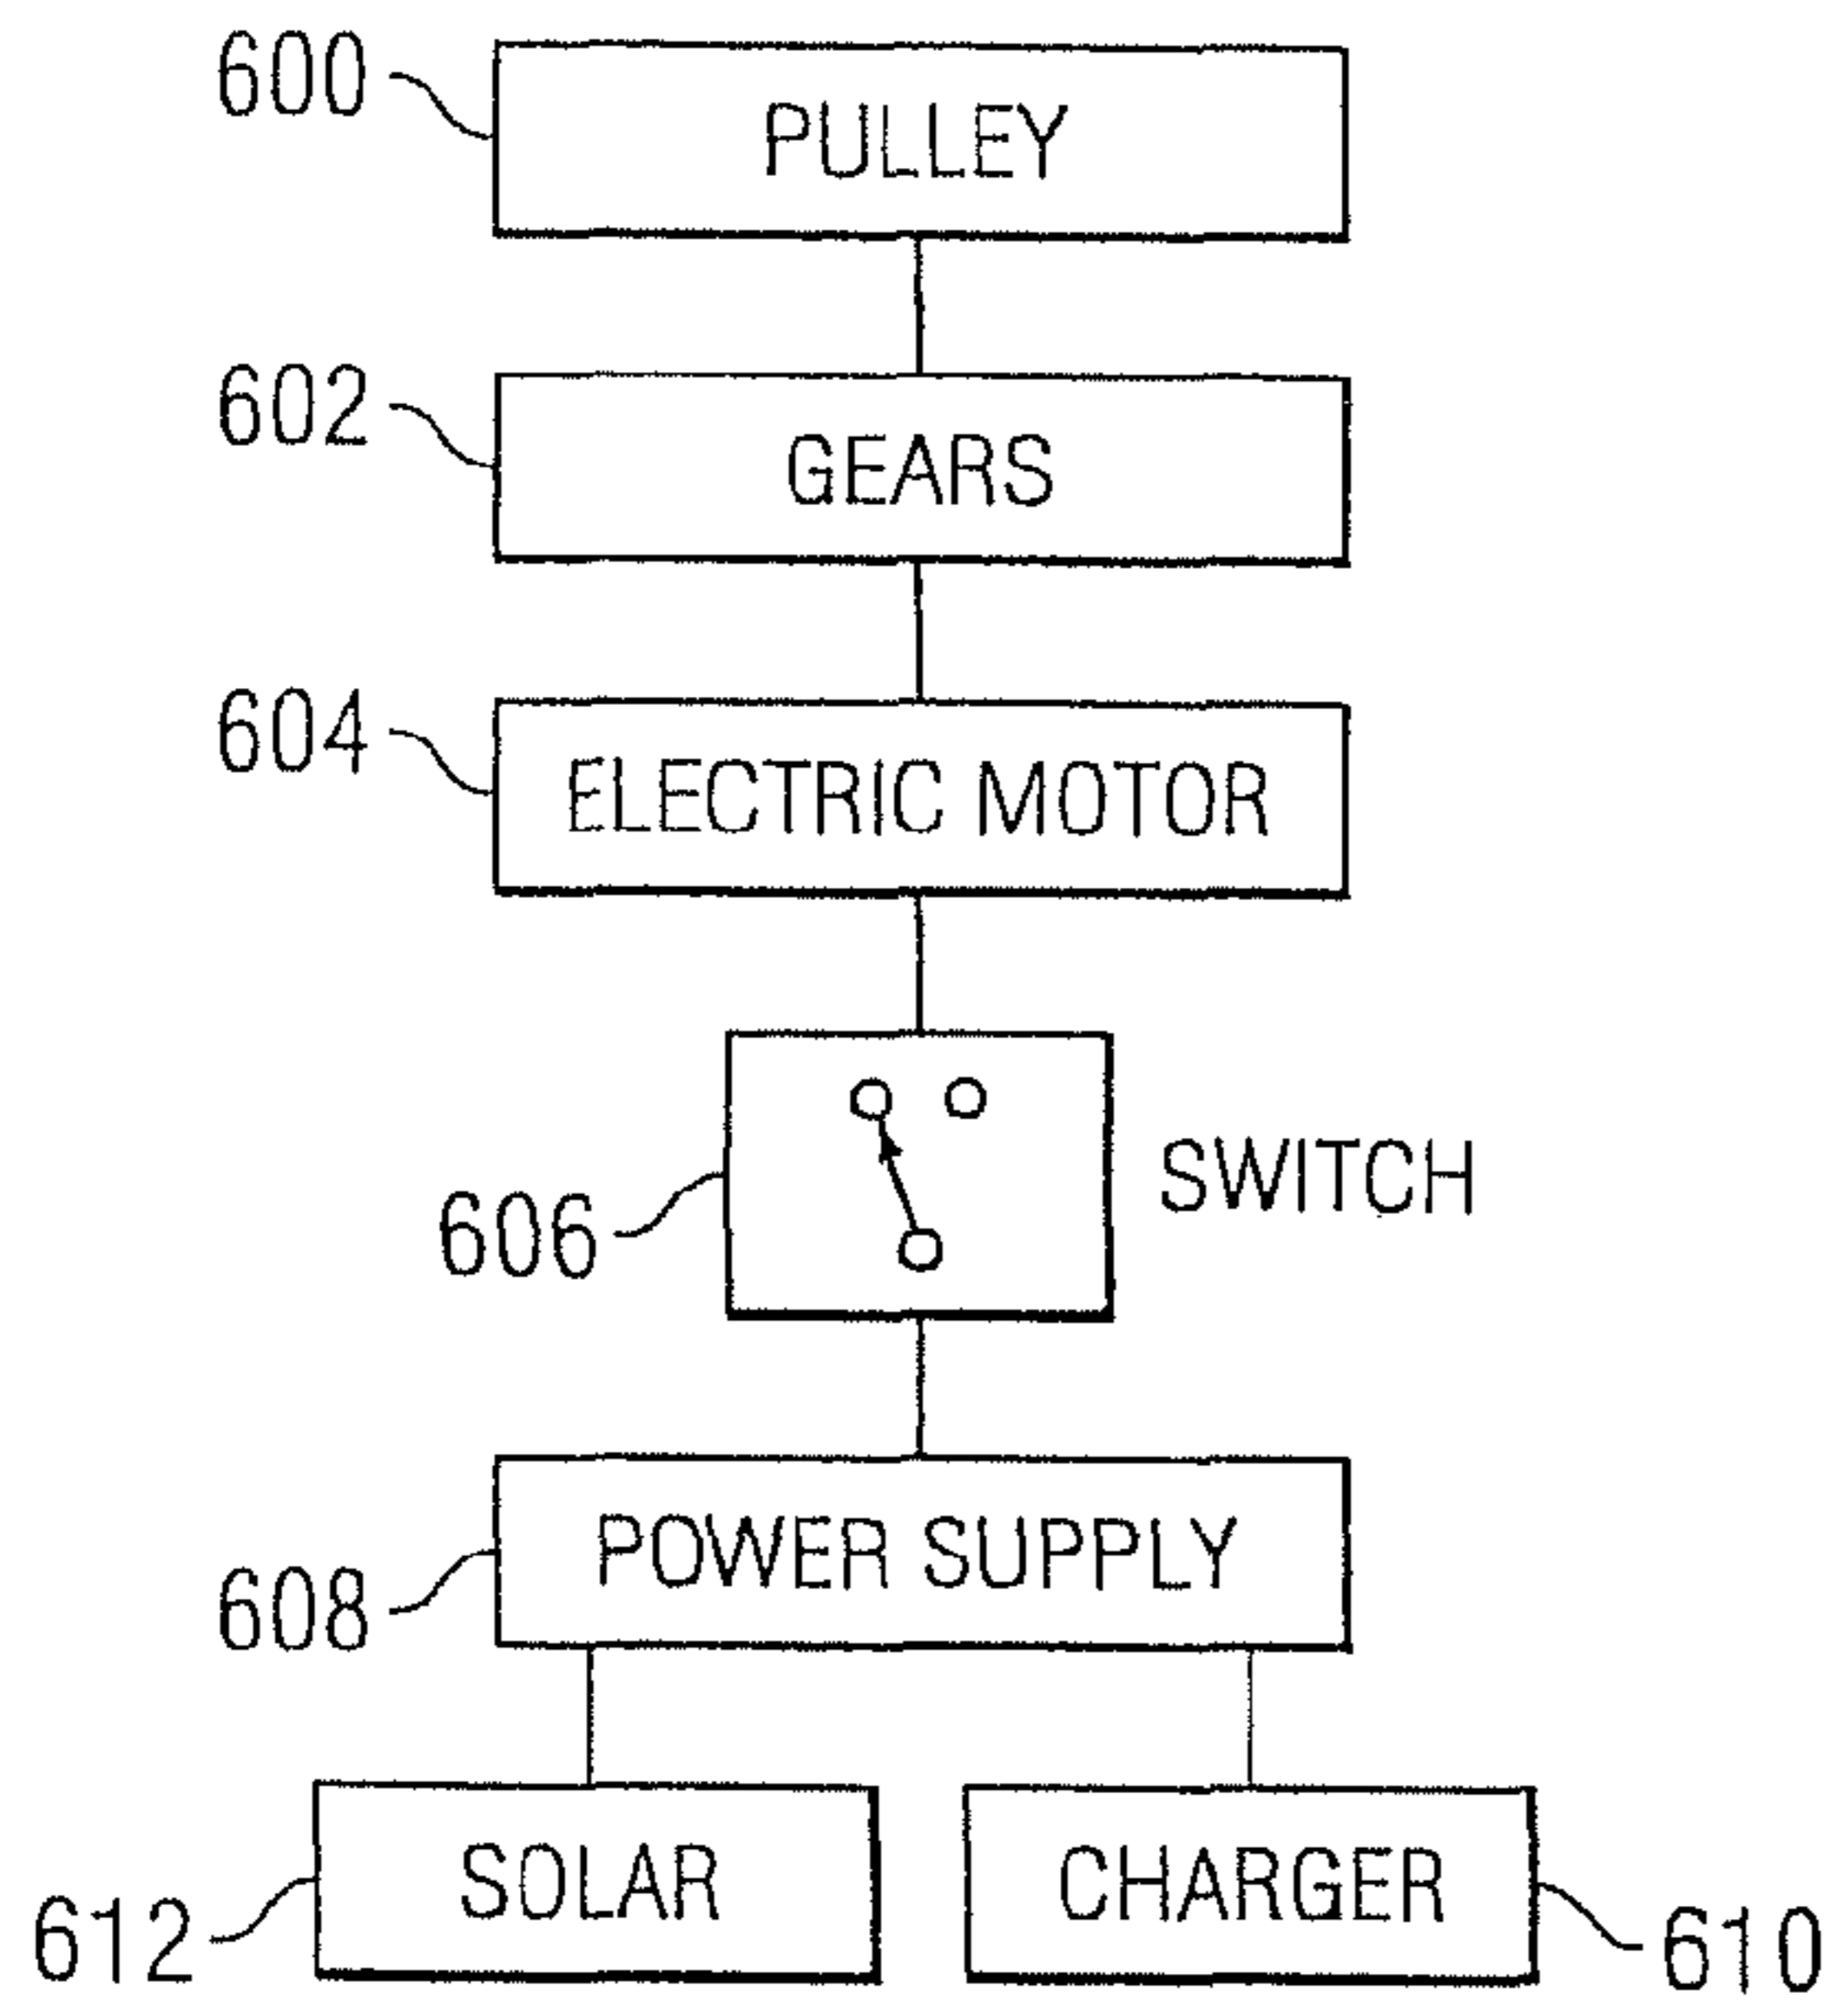 600
PULLEY
602
GEARS
604
ELECTRIC MOTOR
606
SWITCH
608
POWER SUPPLY
612
SOLAR
CHARGER
610